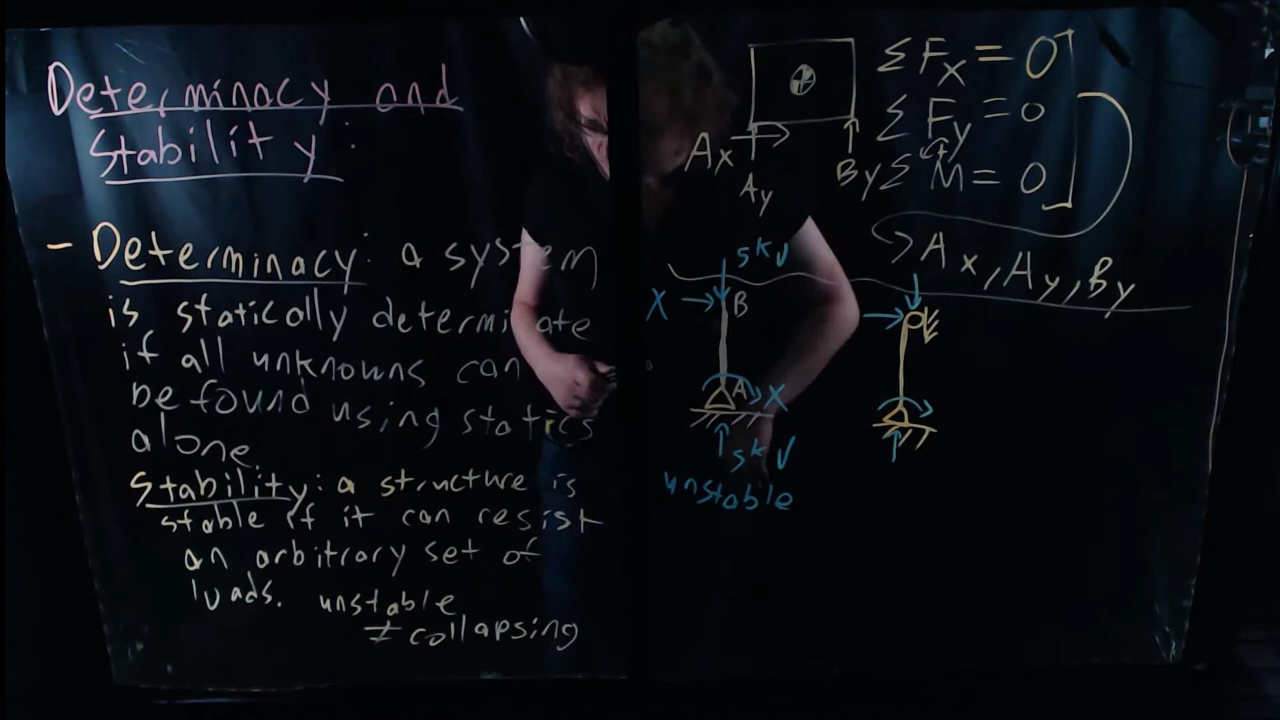 Determinacy and
Stability:
- Determinacy: a system
is statically determinate
if all unknowns can
be found using statics
alone
Stability: a structure is
stable if it can resist
an arbitrary set of
loads. unstable
≠ collapsing
Ax
Ay
By
ΣFx = 0
ΣFy = 0
ΣM = 0
Ax, Ay, By
5k ✓
X
B
A
X
5k ✓
unstable